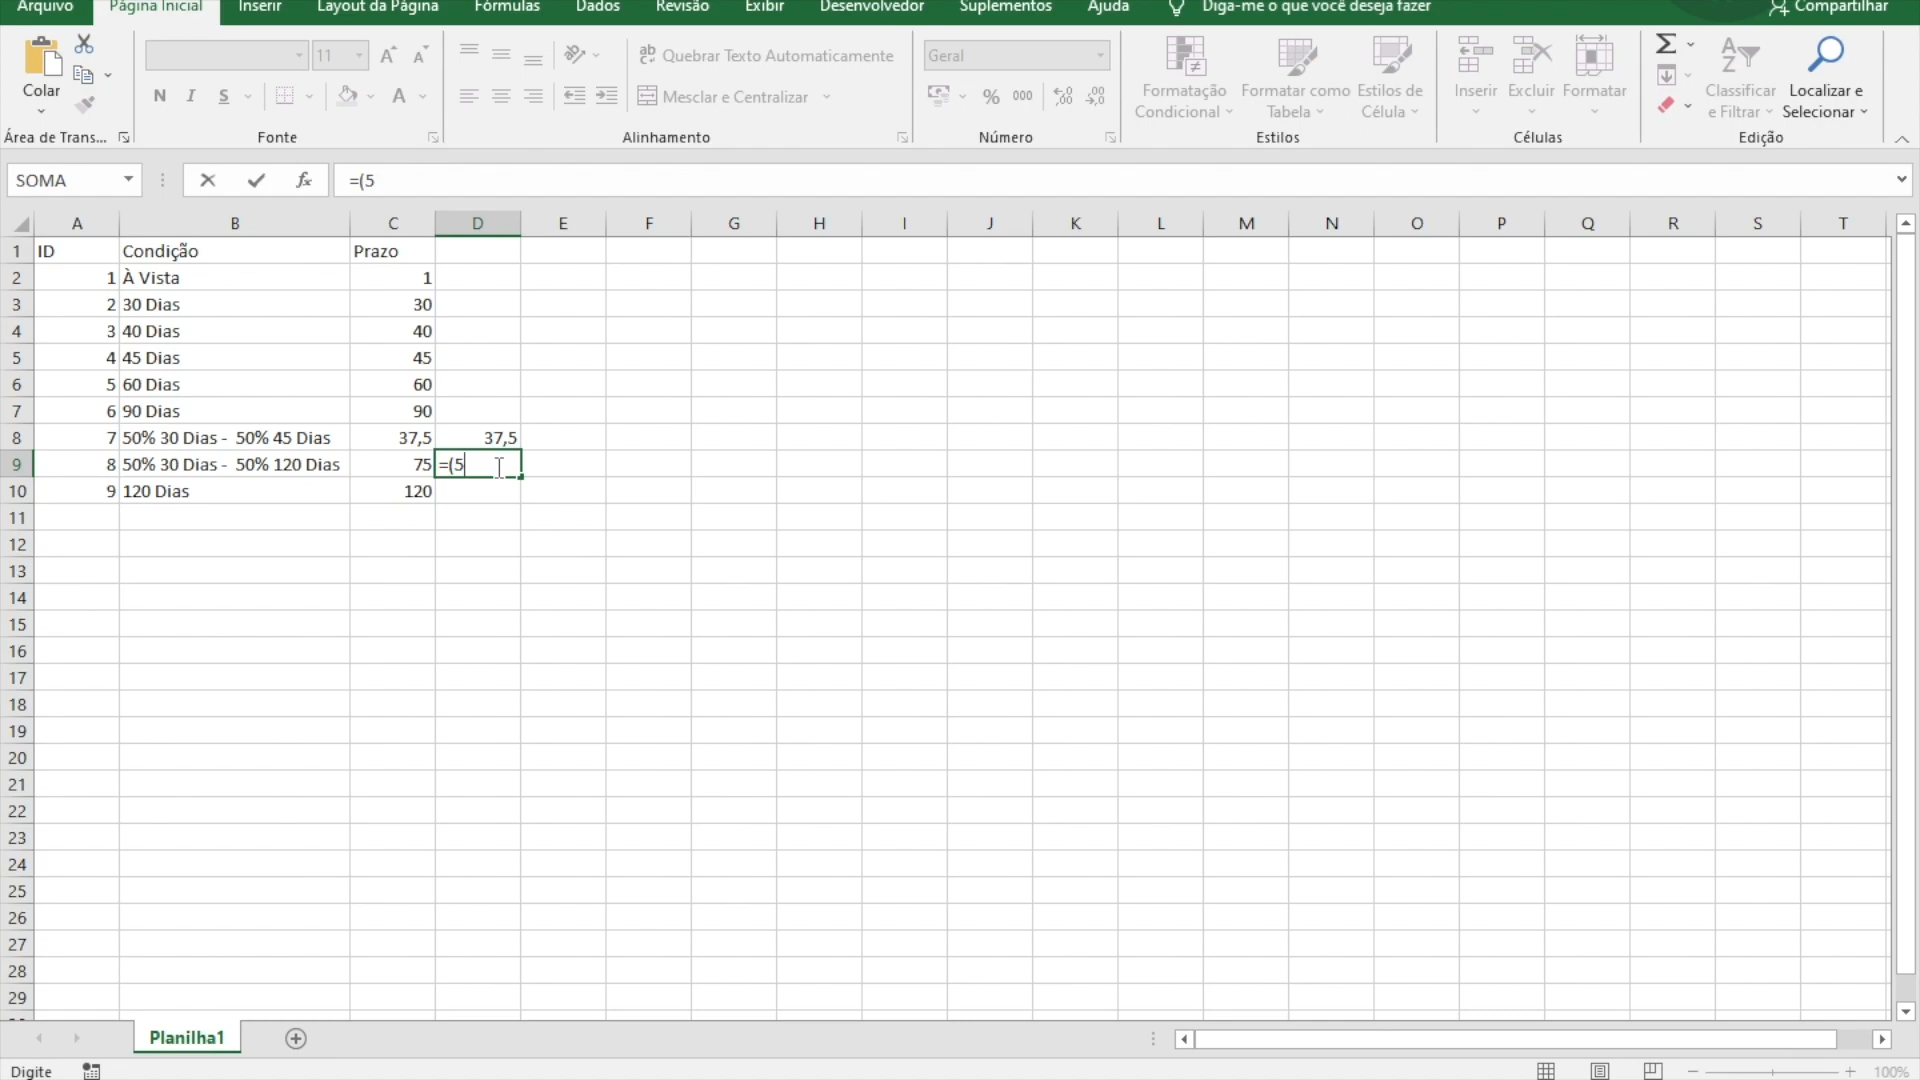 Arquivo Página Inicial Inserir Layout da Página Fórmulas Dados Revisão Exibir Desenvolvedor Suplementos Ajuda Diga-me o que você deseja fazer Compartilhar
Colar
11
Quebrar Texto Automaticamente
Geral
N I S A
Mesclar e Centralizar
% 000
Formatação Condicional
Formatar como Tabela
Estilos de Célula
Inserir Excluir Formatar
Classificar e Filtrar
Localizar e Selecionar
Área de Trans... Fonte Alinhamento Número Estilos Células Edição
SOMA fx =(5
A B C D E F G H I J K L M N O P Q R S T
1 ID Condição Prazo
2 1 À Vista 1
3 2 30 Dias 30
4 3 40 Dias 40
5 4 45 Dias 45
6 5 60 Dias 60
7 6 90 Dias 90
8 7 50% 30 Dias - 50% 45 Dias 37,5 37,5
9 8 50% 30 Dias - 50% 120 Dias 75 =(5
10 9 120 Dias 120
11
12
13
14
15
16
17
18
19
20
21
22
23
24
25
26
27
28
29
Planilha1
Digite 100%